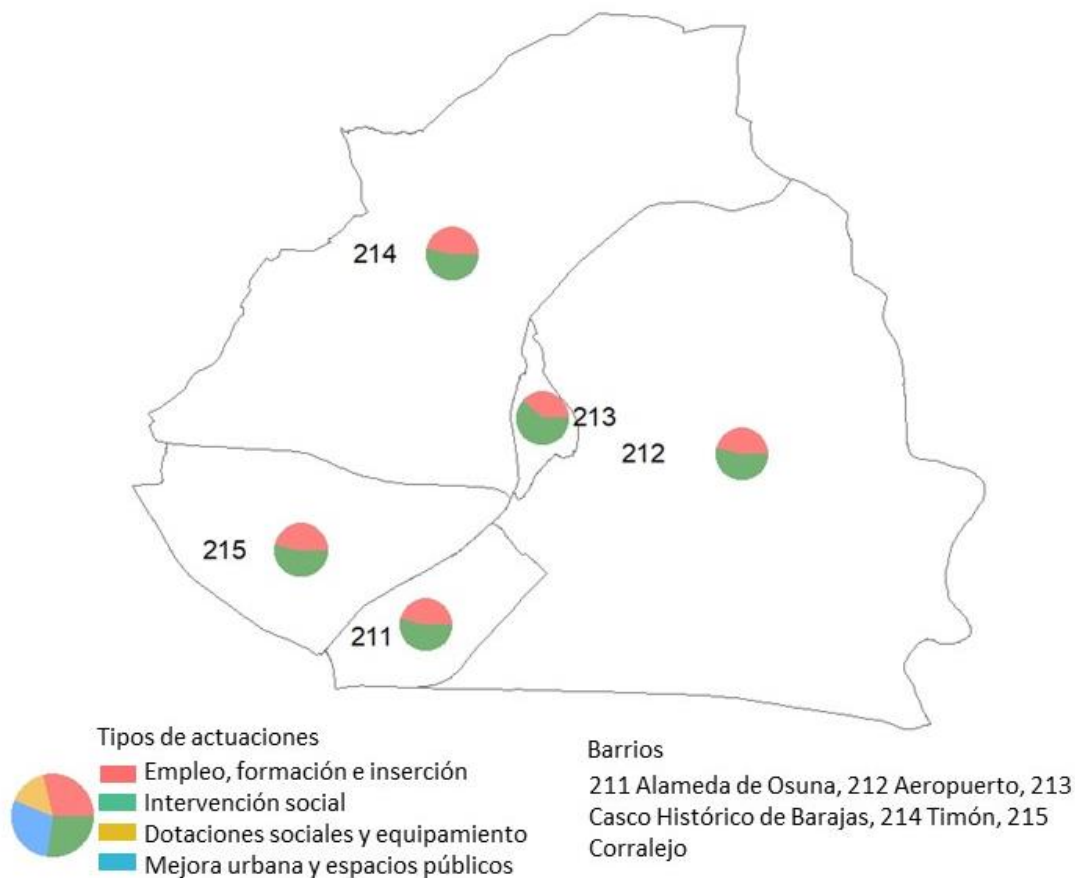 214
213
212
215
211
Tipos de actuaciones
Empleo, formación e inserción
Intervención social
Dotaciones sociales y equipamiento
Mejora urbana y espacios públicos
Barrios
211 Alameda de Osuna, 212 Aeropuerto, 213
Casco Histórico de Barajas, 214 Timón, 215
Corralejo